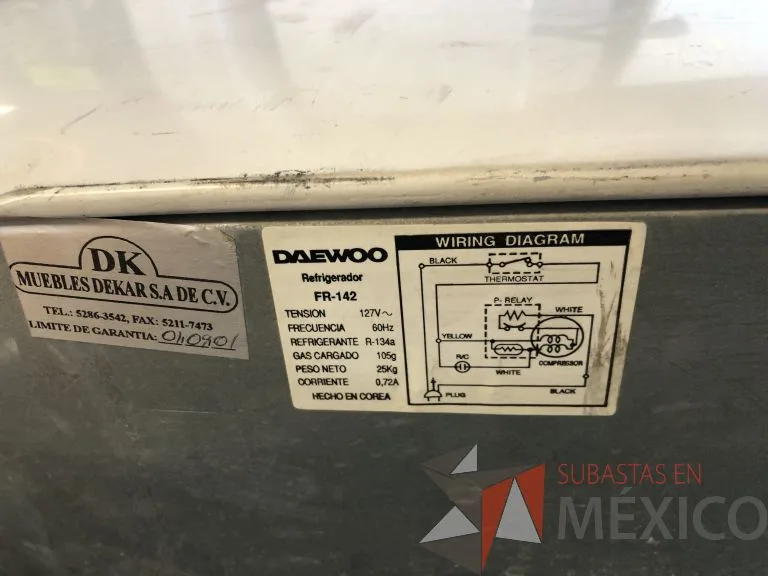 DK
MUEBLES DEKAR S.A DE C.V.
TEL.: 5286-3542, FAX: 5211-7473
LIMITE DE GARANTIA: 040901
DAEWOO
Refrigerador
FR-142
TENSION 127V~
FRECUENCIA 60Hz
REFRIGERANTE R-134a
GAS CARGADO 105g
PESO NETO 25Kg
CORRIENTE 0,72A
HECHO EN COREA
WIRING DIAGRAM
BLACK
THERMOSTAT
P- RELAY
WHITE
YELLOW
R/C
COMPRESSOR
WHITE
BLACK
PLUG
SUBASTAS EN
MÉXICO